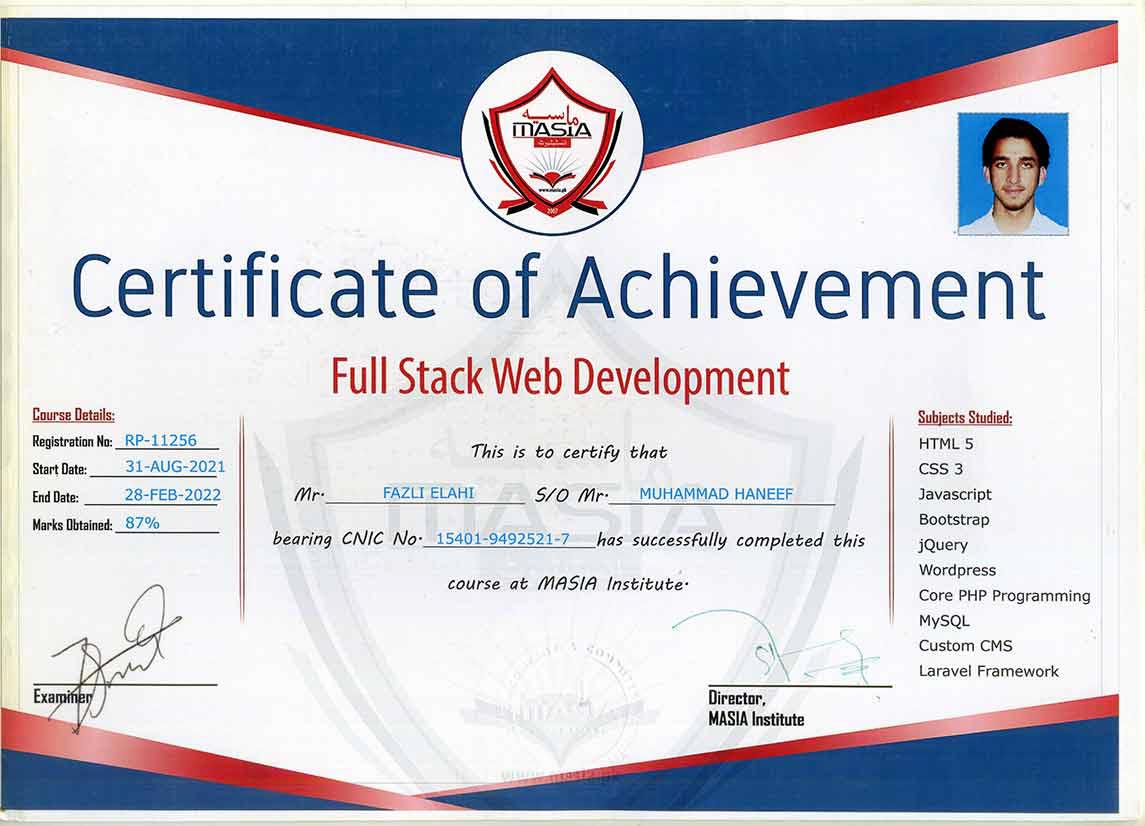 ماسیہ
MASIA
انسٹیٹیوٹ
www.masia.pk
2007
Certificate of Achievement
Full Stack Web Development
Course Details:
Registration No: RP-11256
Start Date: 31-AUG-2021
End Date: 28-FEB-2022
Marks Obtained: 87%
This is to certify that
Mr. FAZLI ELAHI S/O Mr. MUHAMMAD HANEEF
bearing CNIC No. 15401-9492521-7 has successfully completed this
course at MASIA Institute.
Subjects Studied:
HTML 5
CSS 3
Javascript
Bootstrap
jQuery
Wordpress
Core PHP Programming
MySQL
Custom CMS
Laravel Framework
Examiner
Director,
MASIA Institute
MASIA